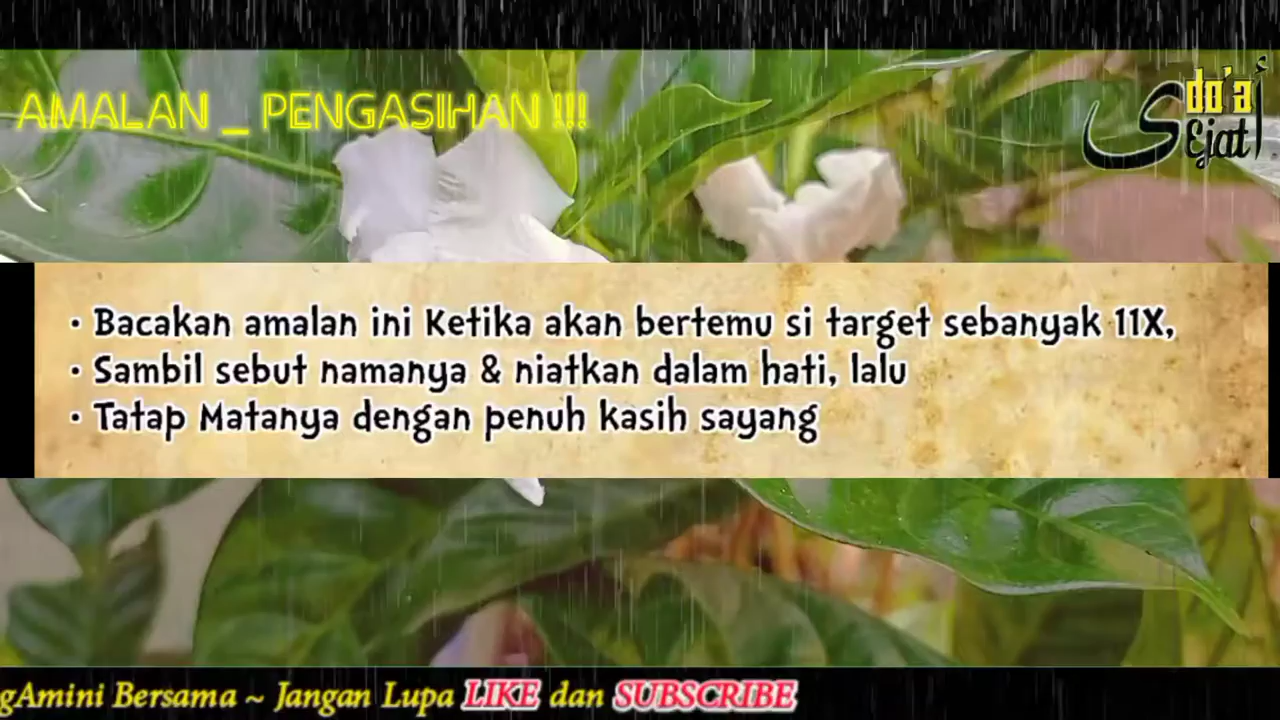 AMALAN _ PENGASIHAN !!!
do'a
Sejati
• Bacakan amalan ini Ketika akan bertemu si target sebanyak 11X,
• Sambil sebut namanya & niatkan dalam hati, lalu
• Tatap Matanya dengan penuh kasih sayang
gAmini Bersama ~ Jangan Lupa LIKE dan SUBSCRIBE